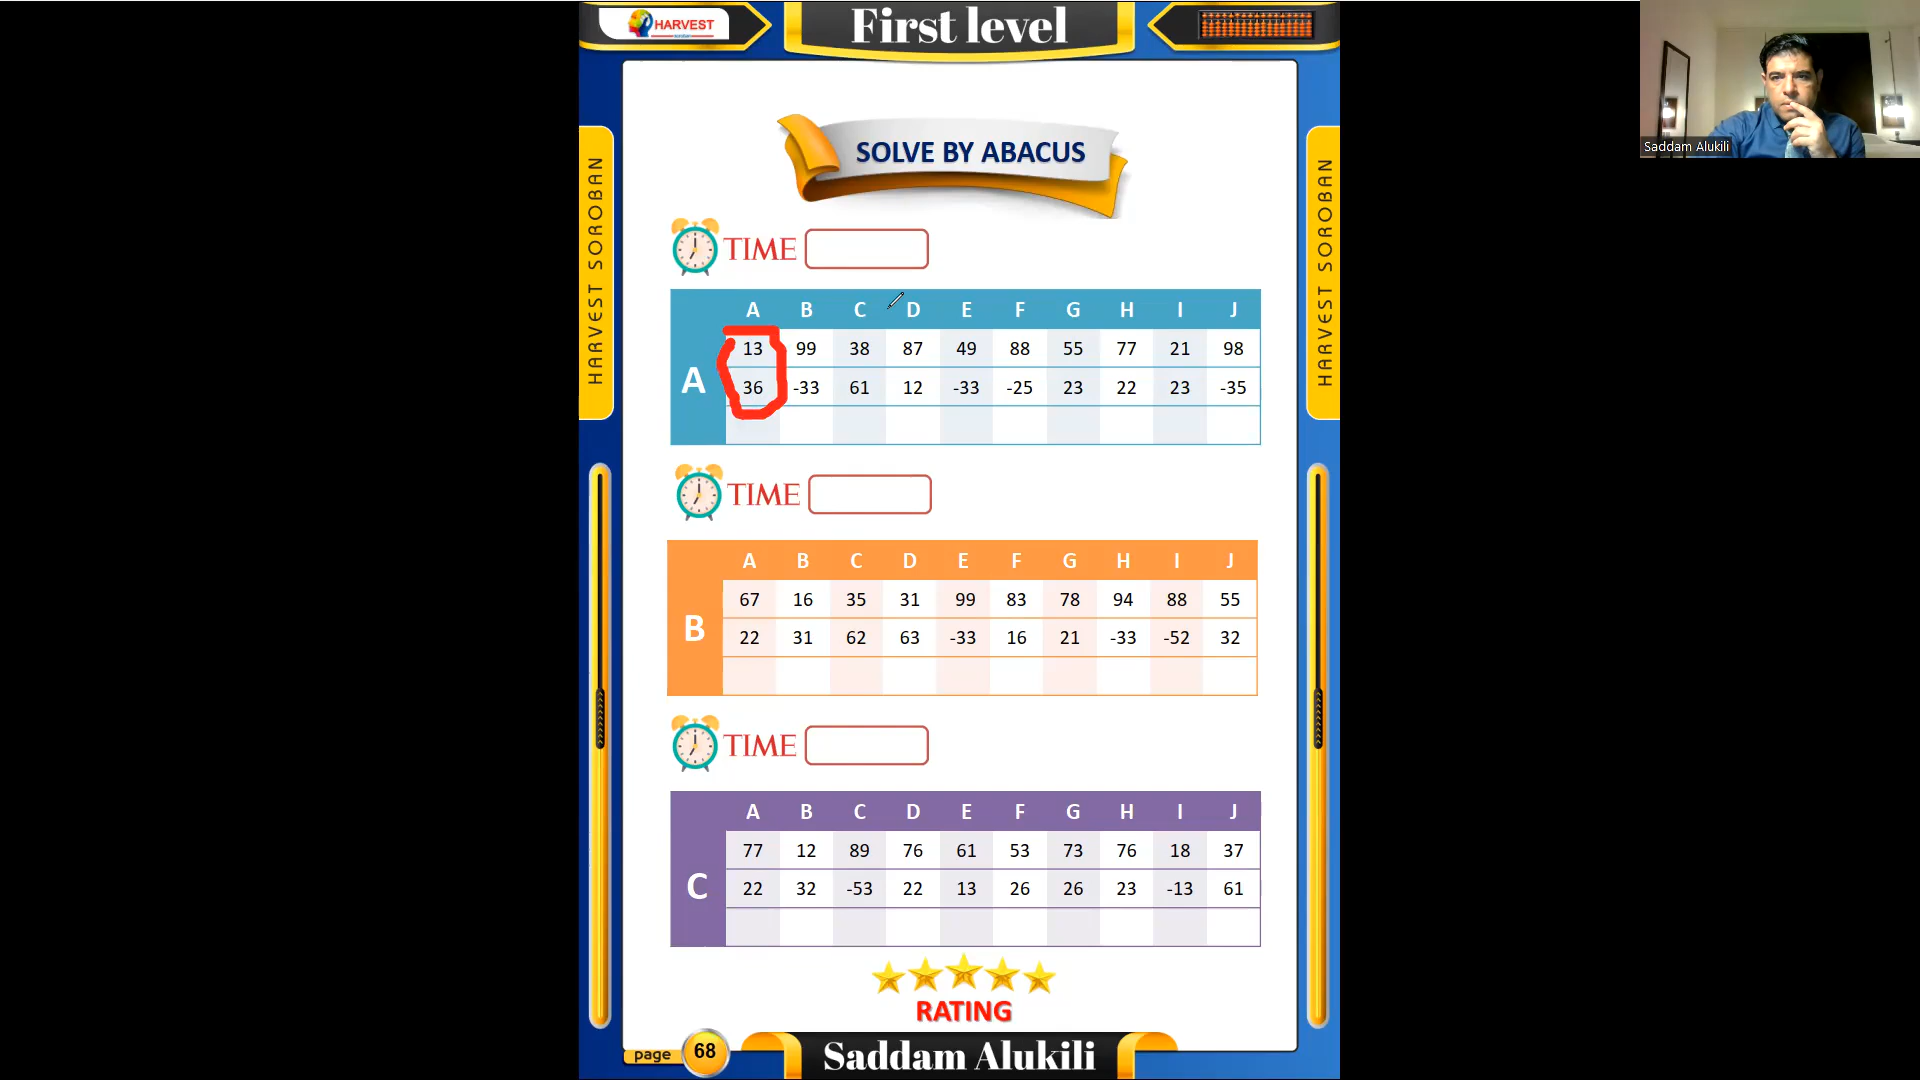 HARVEST
First level
Saddam Alukili
HARVEST SOROBAN
HARVEST SOROBAN
SOLVE BY ABACUS
TIME
A B C D E F G H I J
A
13 99 38 87 49 88 55 77 21 98
36 -33 61 12 -33 -25 23 22 23 -35
TIME
A B C D E F G H I J
B
67 16 35 31 99 83 78 94 88 55
22 31 62 63 -33 16 21 -33 -52 32
TIME
A B C D E F G H I J
C
77 12 89 76 61 53 73 76 18 37
22 32 -53 22 13 26 26 23 -13 61
RATING
page 68
Saddam Alukili